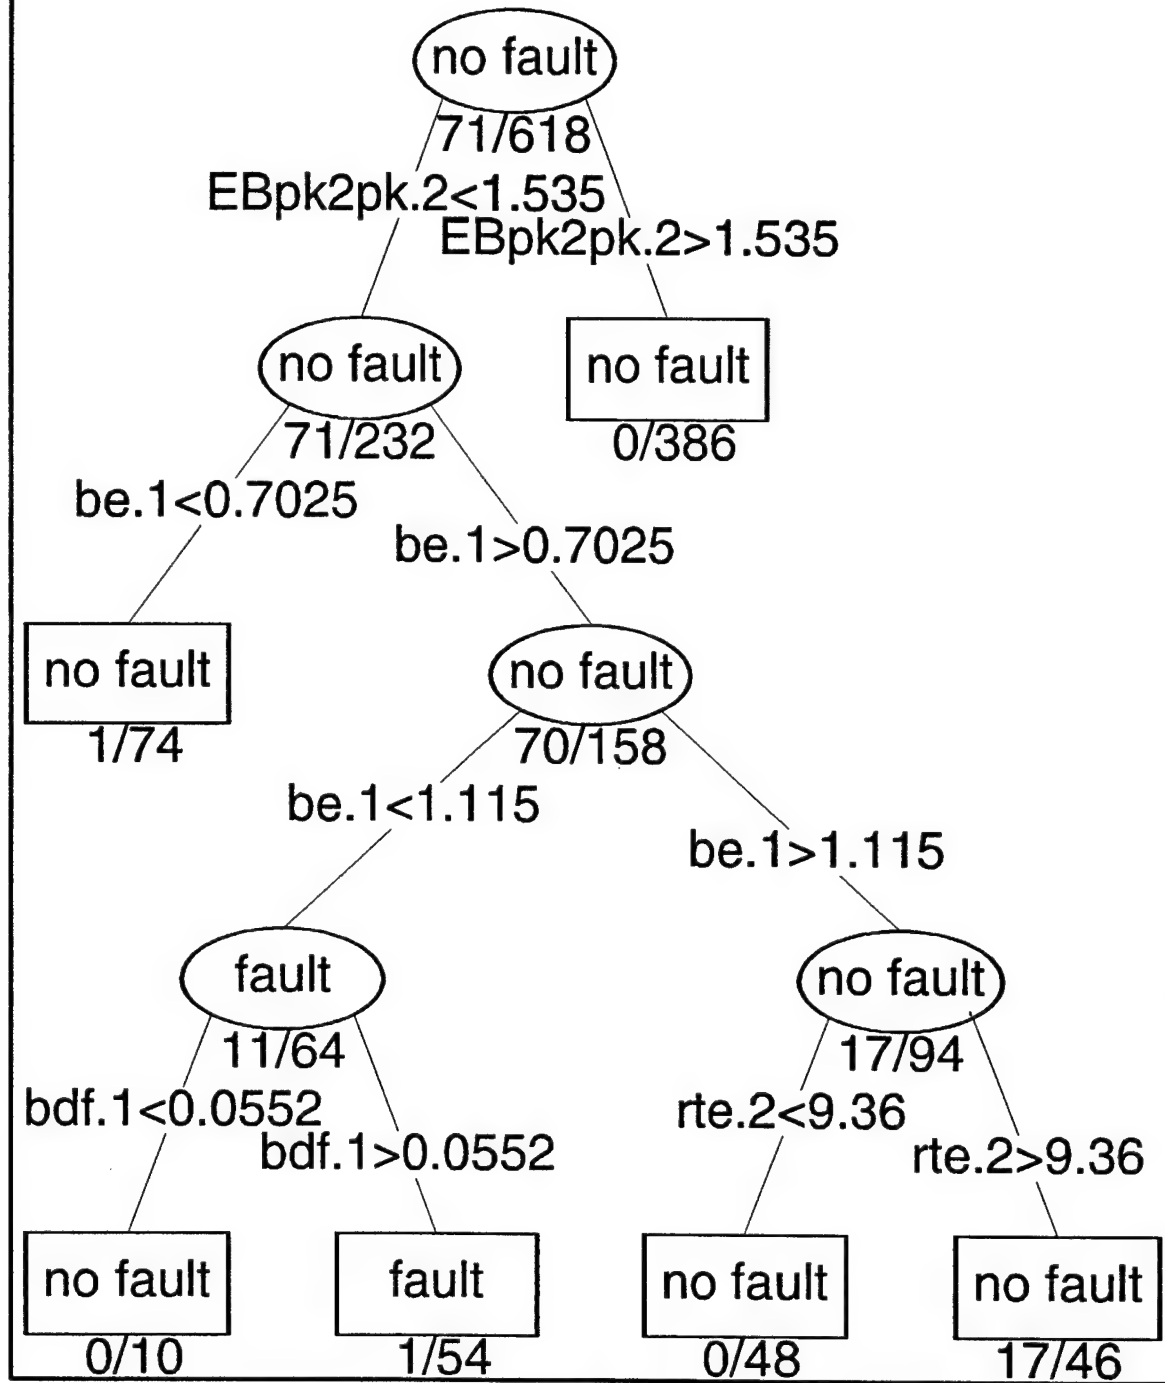 no fault
71/618
EBpk2pk.2<1.535
EBpk2pk.2>1.535
no fault
71/232
no fault
0/386
be.1<0.7025
be.1>0.7025
no fault
1/74
no fault
70/158
be.1<1.115
be.1>1.115
fault
11/64
no fault
17/94
bdf.1<0.0552
bdf.1>0.0552
rte.2<9.36
rte.2>9.36
no fault
0/10
fault
1/54
no fault
0/48
no fault
17/46